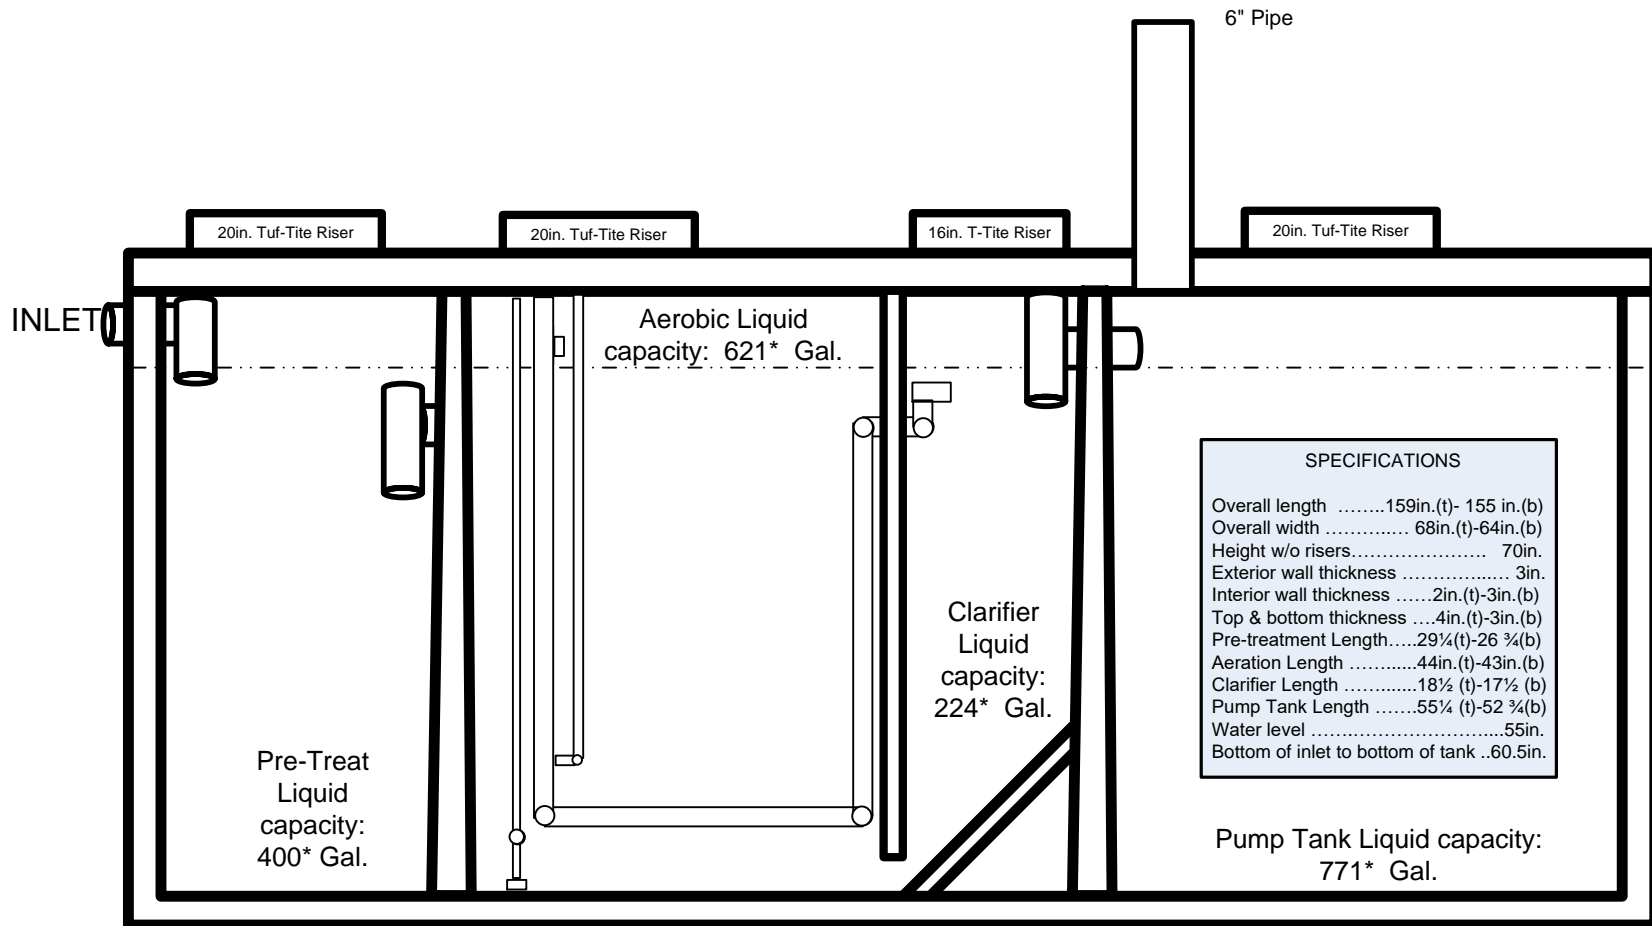 6" Pipe
20in. Tuf-Tite Riser
20in. Tuf-Tite Riser
16in. T-Tite Riser
20in. Tuf-Tite Riser
INLET
Aerobic Liquid
capacity: 621* Gal.
SPECIFICATIONS
Overall length ……..159in.(t)- 155 in.(b)
Overall width ………..… 68in.(t)-64in.(b)
Height w/o risers………………… 70in.
Exterior wall thickness …………...… 3in.
Interior wall thickness ……2in.(t)-3in.(b)
Top & bottom thickness ….4in.(t)-3in.(b)
Pre-treatment Length…..29¼(t)-26 ¾(b)
Aeration Length …….....44in.(t)-43in.(b)
Clarifier Length ……......18½ (t)-17½ (b)
Pump Tank Length …….55¼ (t)-52 ¾(b)
Water level ……..…………………....55in.
Bottom of inlet to bottom of tank ..60.5in.
Clarifier
Liquid
capacity:
224* Gal.
Pre-Treat
Liquid
capacity:
400* Gal.
Pump Tank Liquid capacity:
771* Gal.